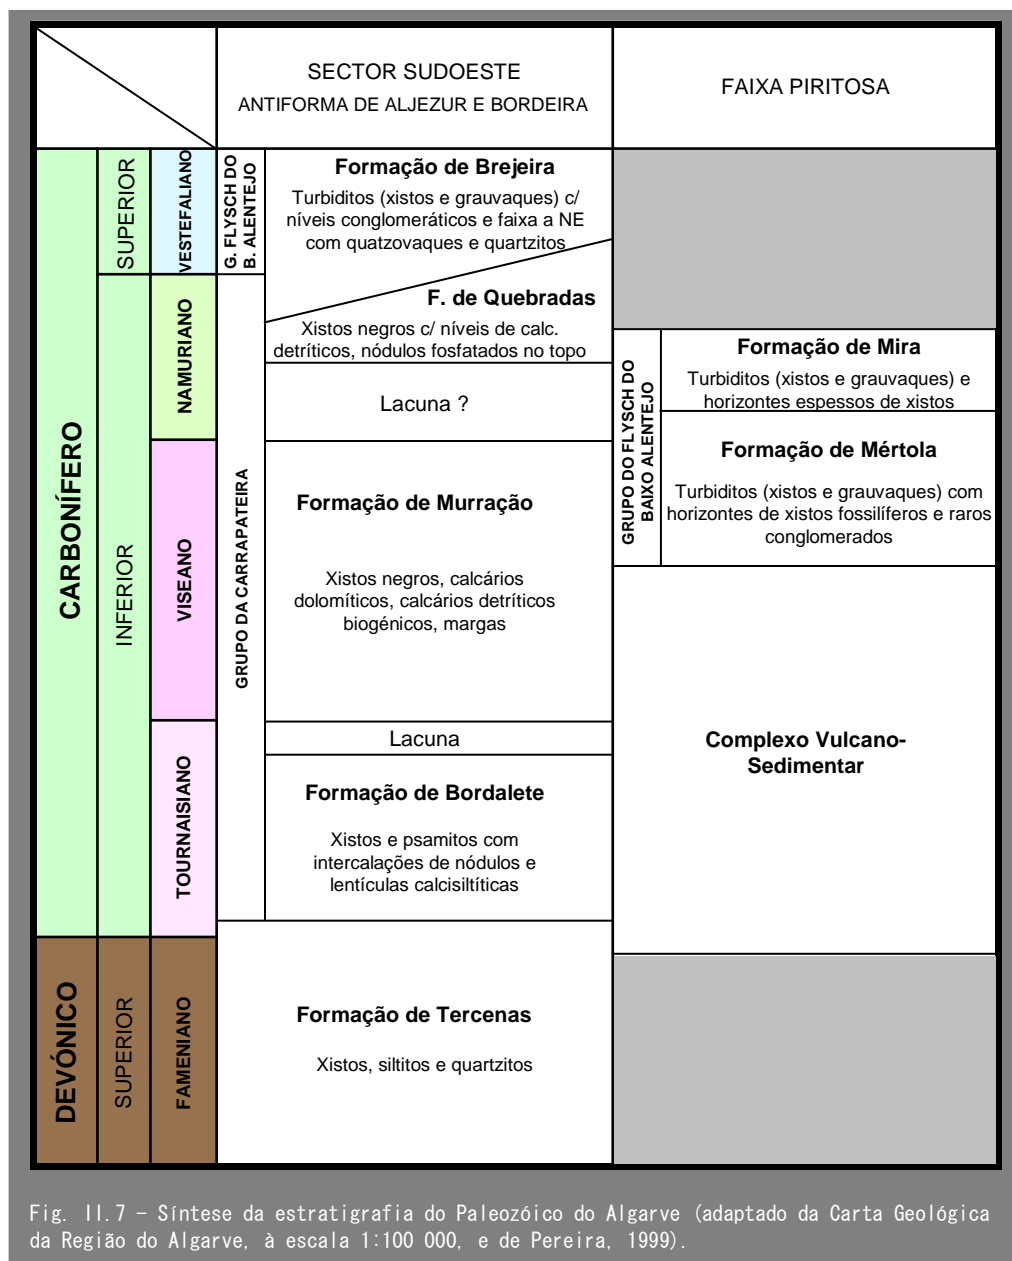 SECTOR SUDOESTE
ANTIFORMA DE ALJEZUR E BORDEIRA
FAIXA PIRITOSA
CARBONÍFERO
SUPERIOR
VESTEFALIANO
G. FLYSCH DO
B. ALENTEJO
Formação de Brejeira
Turbiditos (xistos e grauvaques) c/
níveis conglomeráticos e faixa a NE
com quatzovaques e quartzitos
INFERIOR
NAMURIANO
GRUPO DA CARRAPATEIRA
F. de Quebradas
Xistos negros c/ níveis de calc.
detríticos, nódulos fosfatados no topo
Lacuna ?
GRUPO DO FLYSCH DO
BAIXO ALENTEJO
Formação de Mira
Turbiditos (xistos e grauvaques) e
horizontes espessos de xistos
Formação de Mértola
Turbiditos (xistos e grauvaques) com
horizontes de xistos fossilíferos e raros
conglomerados
VISEANO
Formação de Murração
Xistos negros, calcários
dolomíticos, calcários detríticos
biogénicos, margas
Lacuna
Complexo Vulcano-
Sedimentar
TOURNAISIANO
Formação de Bordalete
Xistos e psamitos com
intercalações de nódulos e
lentículas calcisiltíticas
DEVÓNICO
SUPERIOR
FAMENIANO
Formação de Tercenas
Xistos, siltitos e quartzitos
Fig. II.7 – Síntese da estratigrafia do Paleozóico do Algarve (adaptado da Carta Geológica
da Região do Algarve, à escala 1:100 000, e de Pereira, 1999).